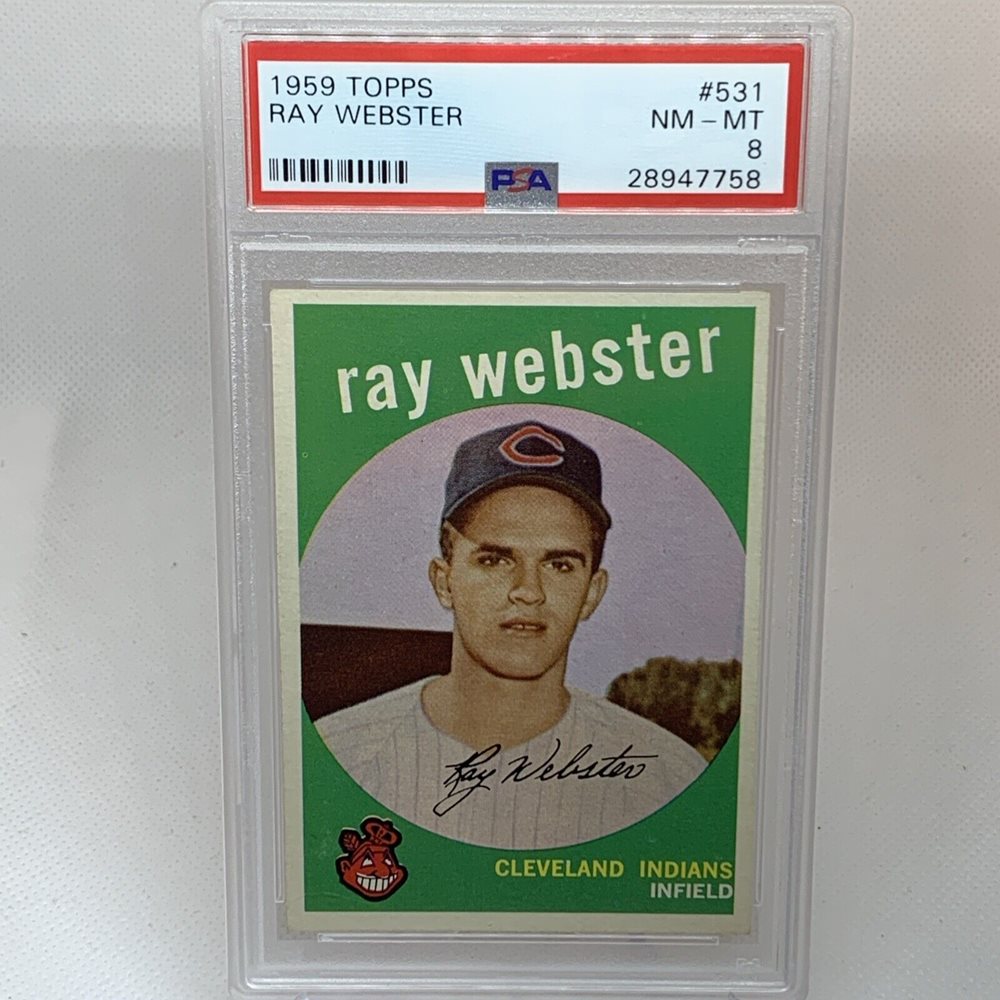 1959 TOPPS #531
RAY WEBSTER NM - MT
8
PSA 28947758
ray webster
C
Ray Webster
CLEVELAND INDIANS
INFIELD